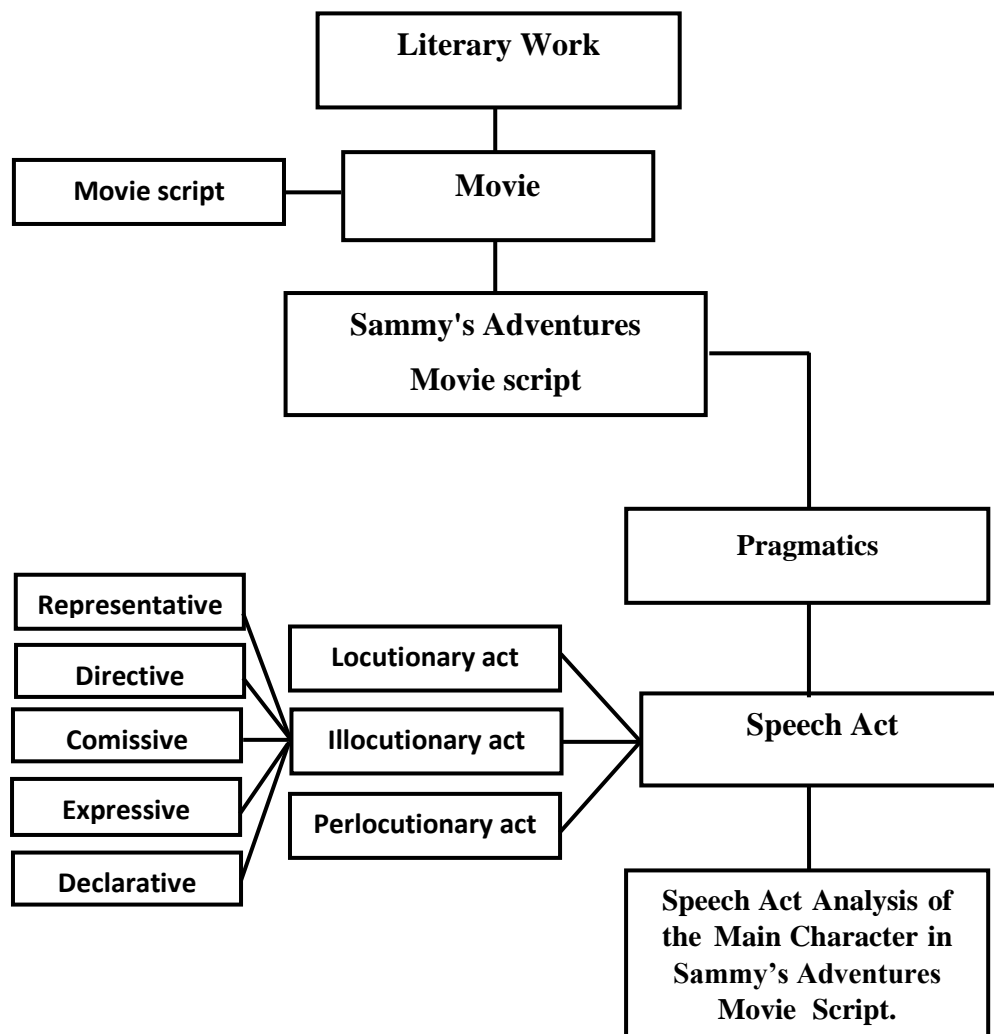 Literary Work
Movie script
Movie
Sammy's Adventures
Movie script
Pragmatics
Representative
Directive
Comissive
Expressive
Declarative
Locutionary act
Illocutionary act
Perlocutionary act
Speech Act
Speech Act Analysis of
the Main Character in
Sammy’s Adventures
Movie Script.